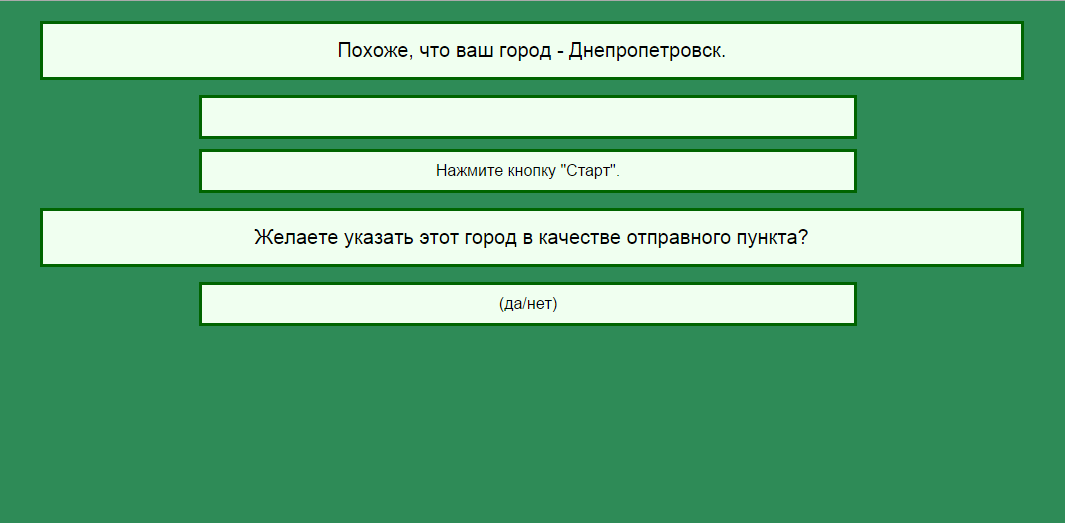 Похоже, что ваш город - Днепропетровск.
Нажмите кнопку "Старт".
Желаете указать этот город в качестве отправного пункта?
(да/нет)